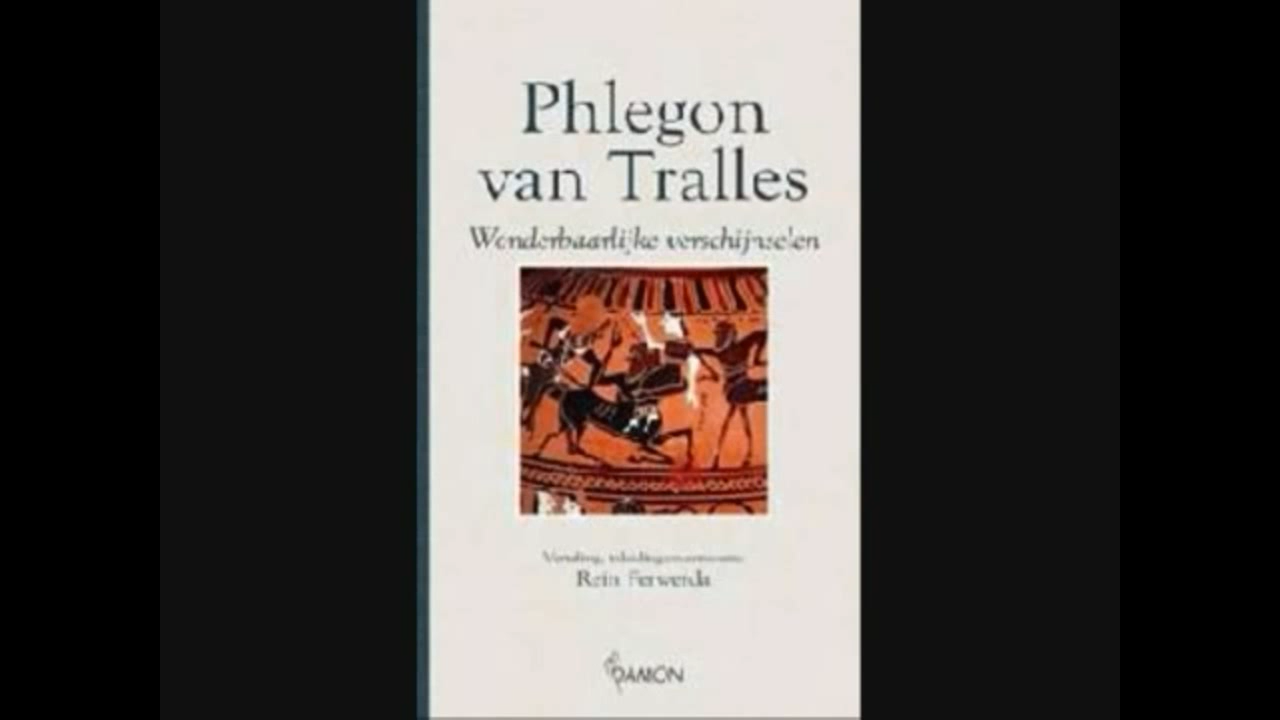 Phlegon
van Tralles
Wonderbaarlijke verschijnselen
Rein Ferwerda
DAMON